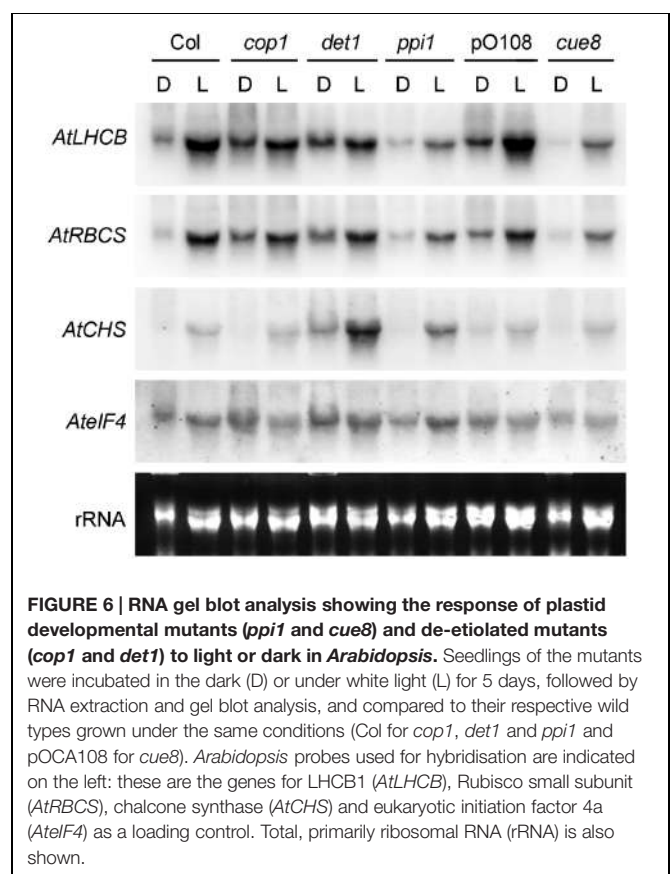 Col cop1 det1 ppi1 pO108 cue8
D L D L D L D L D L D L
AtLHCB
AtRBCS
AtCHS
AteIF4
rRNA
FIGURE 6 | RNA gel blot analysis showing the response of plastid
developmental mutants (ppi1 and cue8) and de-etiolated mutants
(cop1 and det1) to light or dark in Arabidopsis. Seedlings of the mutants
were incubated in the dark (D) or under white light (L) for 5 days, followed by
RNA extraction and gel blot analysis, and compared to their respective wild
types grown under the same conditions (Col for cop1, det1 and ppi1 and
pOCA108 for cue8). Arabidopsis probes used for hybridisation are indicated
on the left: these are the genes for LHCB1 (AtLHCB), Rubisco small subunit
(AtRBCS), chalcone synthase (AtCHS) and eukaryotic initiation factor 4a
(AteIF4) as a loading control. Total, primarily ribosomal RNA (rRNA) is also
shown.